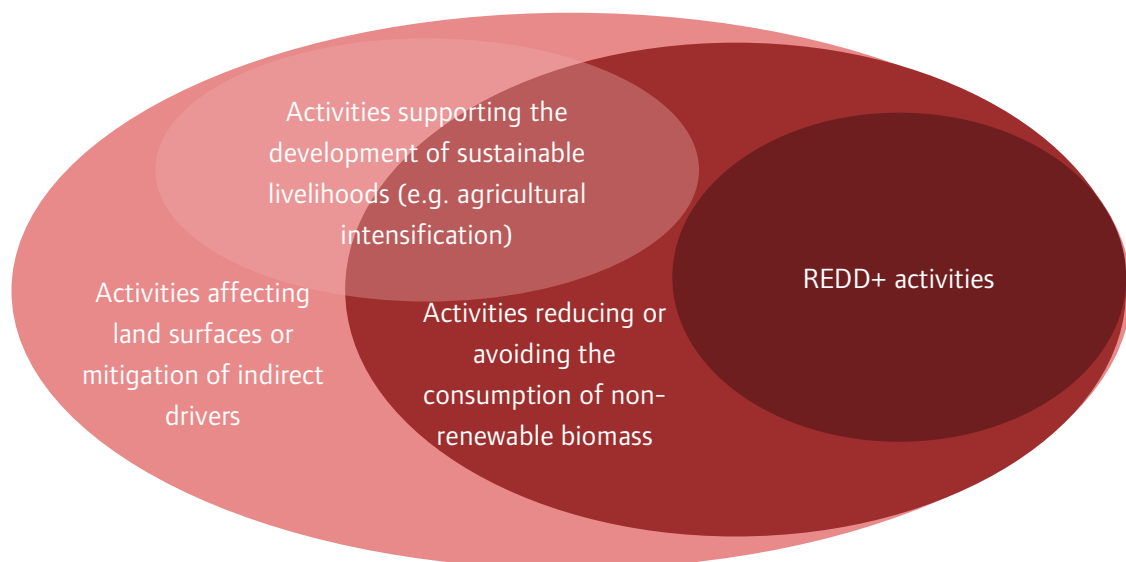 Activities supporting the
development of sustainable
livelihoods (e.g. agricultural
intensification)
REDD+ activities
Activities affecting
land surfaces or
mitigation of indirect
drivers
Activities reducing or
avoiding the
consumption of non-
renewable biomass